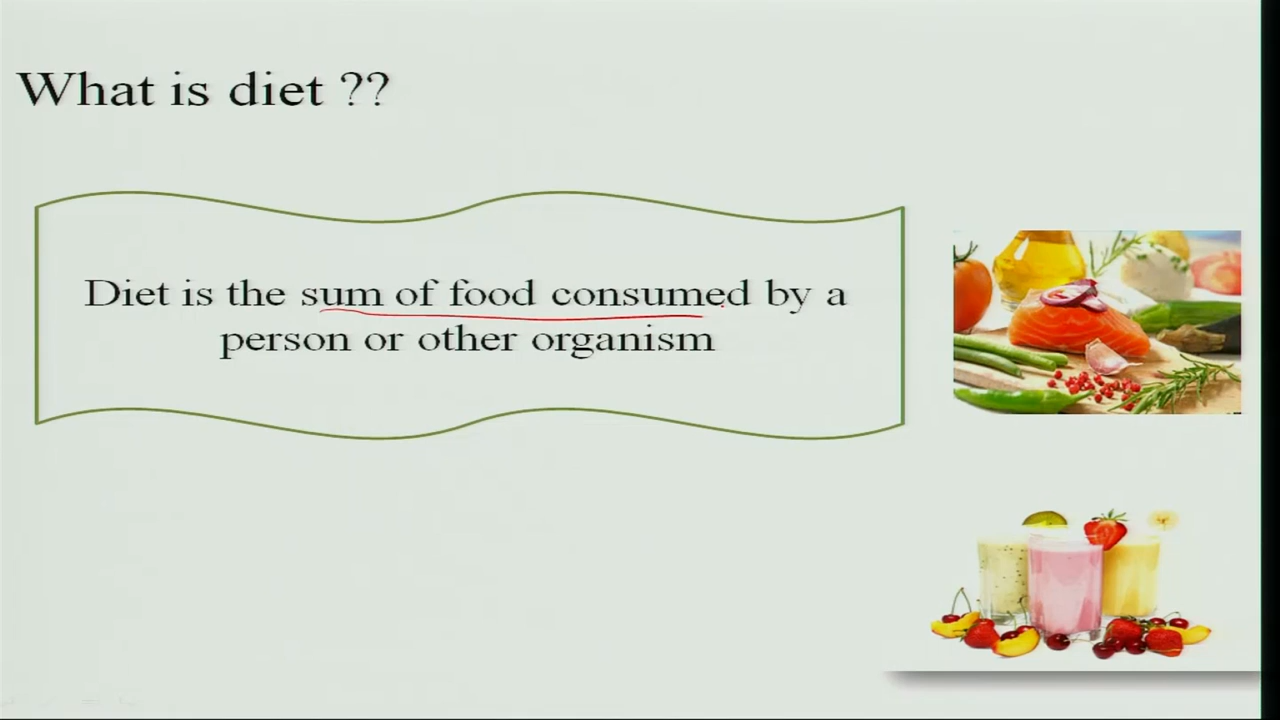 What is diet ??
Diet is the sum of food consumed by a
person or other organism